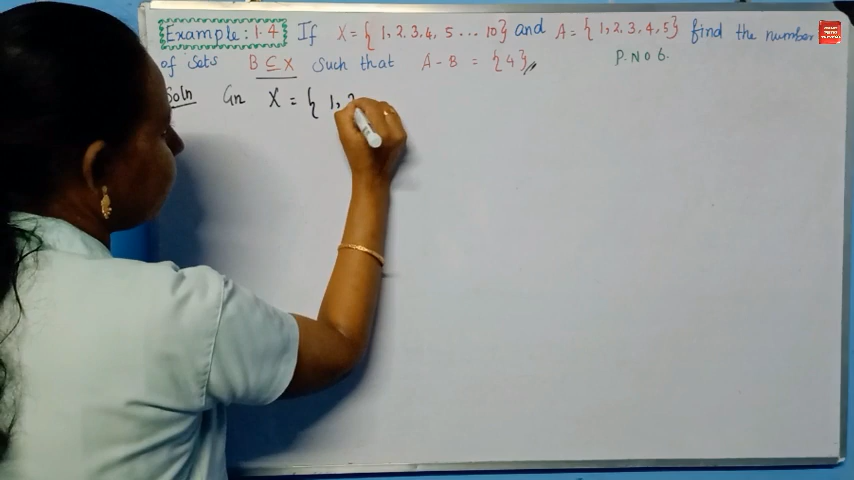 Example: 1.4 If X = { 1, 2, 3, 4, 5 ... 10} and A = { 1, 2, 3, 4, 5} find the number
of sets B ⊆ X such that A - B = {4}, P. No 6.
Soln Gn X = { 1, 2